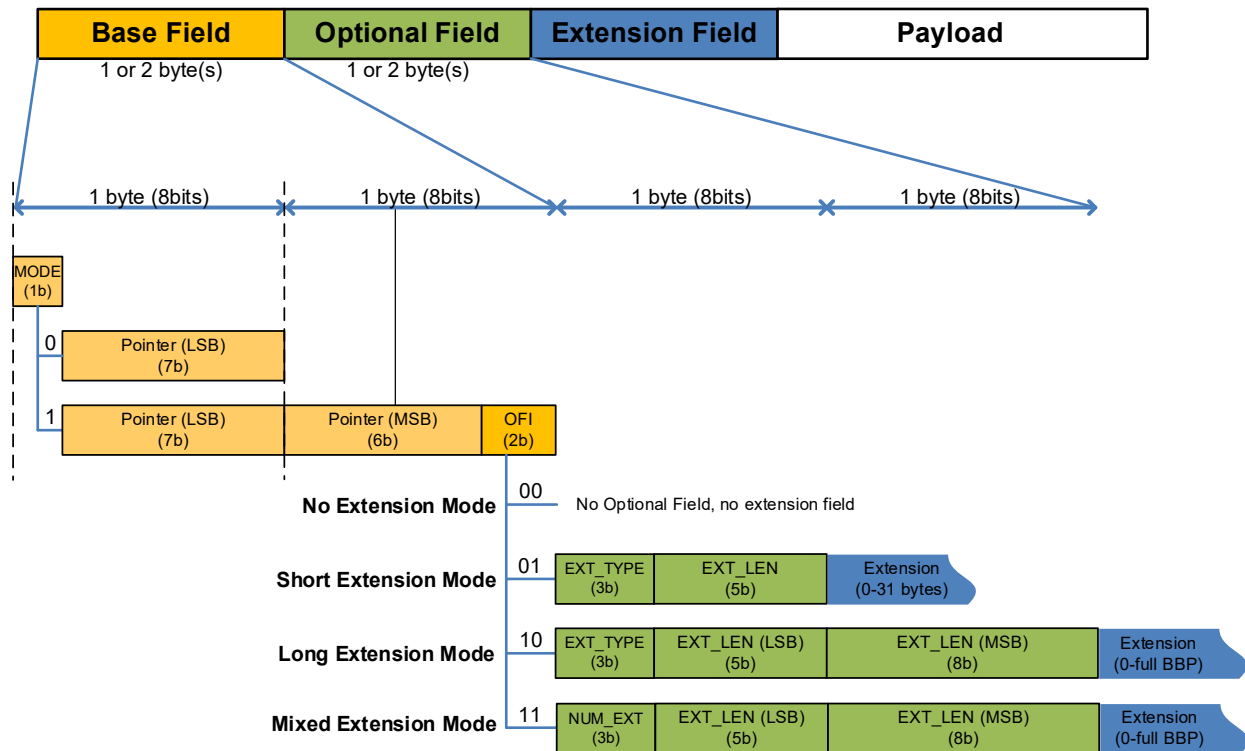 Base Field
Optional Field
Extension Field
Payload
1 or 2 byte(s)
1 or 2 byte(s)
1 byte (8bits)
1 byte (8bits)
1 byte (8bits)
1 byte (8bits)
MODE
(1b)
0
Pointer (LSB)
(7b)
1
Pointer (LSB)
(7b)
Pointer (MSB)
(6b)
OFI
(2b)
No Extension Mode
00
No Optional Field, no extension field
Short Extension Mode
01
EXT_TYPE
(3b)
EXT_LEN
(5b)
Extension
(0-31 bytes)
Long Extension Mode
10
EXT_TYPE
(3b)
EXT_LEN (LSB)
(5b)
EXT_LEN (MSB)
(8b)
Extension
(0-full BBP)
Mixed Extension Mode
11
NUM_EXT
(3b)
EXT_LEN (LSB)
(5b)
EXT_LEN (MSB)
(8b)
Extension
(0-full BBP)